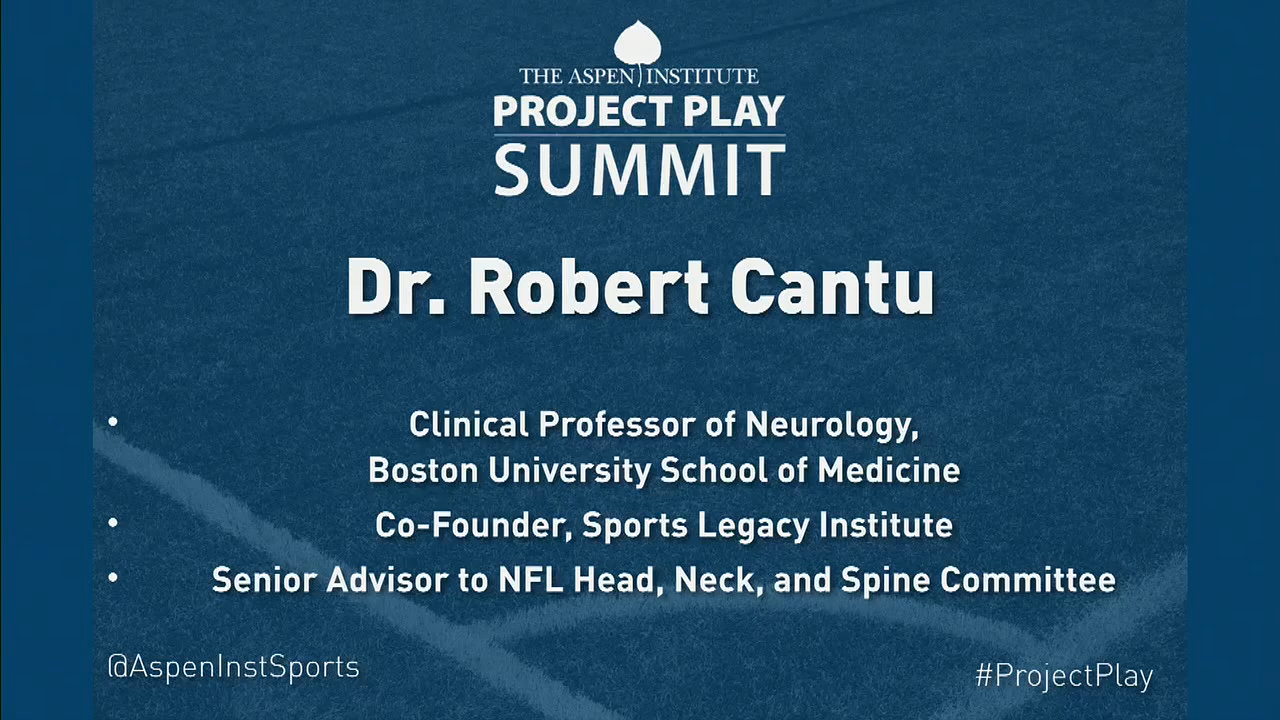 THE ASPEN INSTITUTE
PROJECT PLAY
SUMMIT
Dr. Robert Cantu
• Clinical Professor of Neurology,
Boston University School of Medicine
• Co-Founder, Sports Legacy Institute
• Senior Advisor to NFL Head, Neck, and Spine Committee
@AspenInstSports
#ProjectPlay